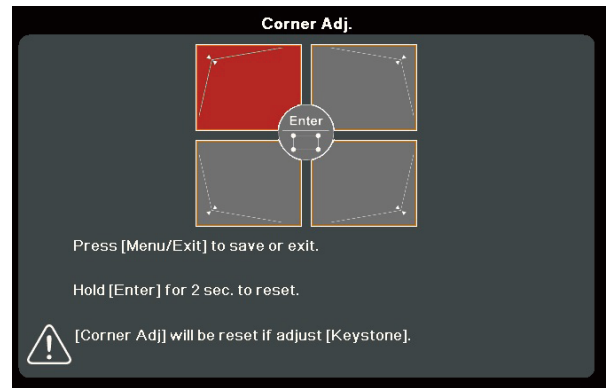 Corner Adj.
Enter
Press [Menu/Exit] to save or exit.
Hold [Enter] for 2 sec. to reset.
[Corner Adj] will be reset if adjust [Keystone].